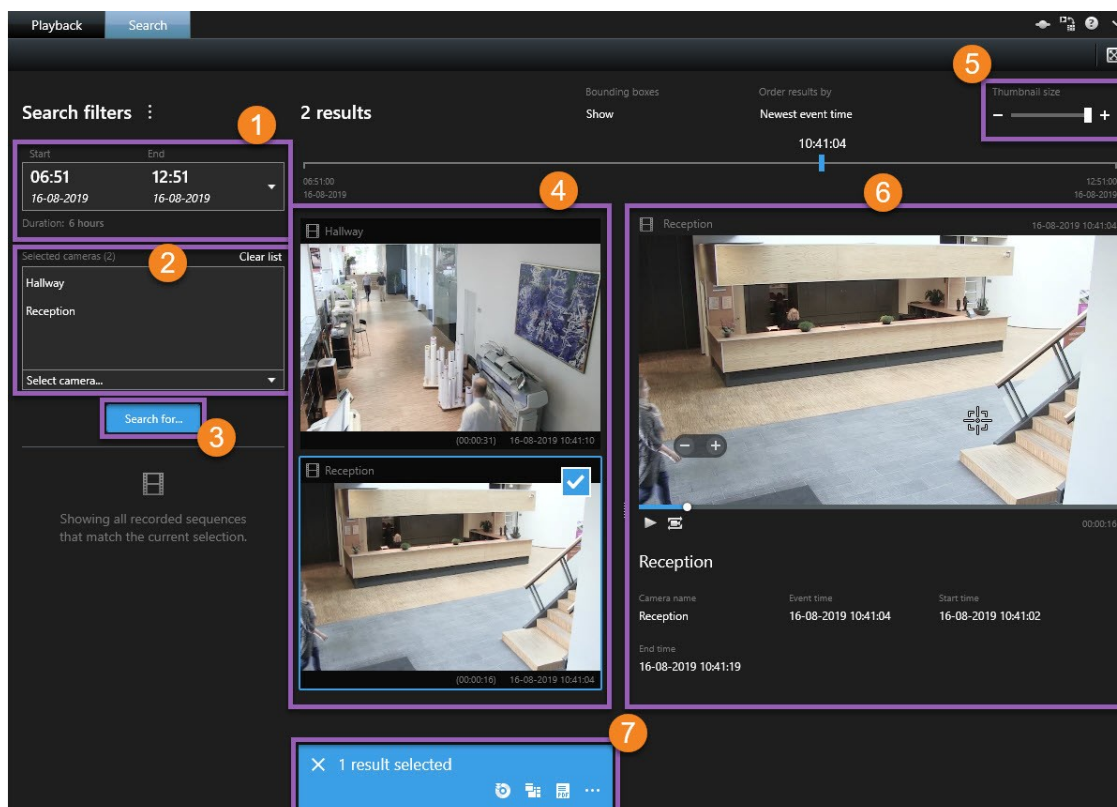 Playback Search
5
Search filters
1
2 results
Bounding boxes
Show
Order results by
Newest event time
Thumbnail size
10:41:04
06:51:00
16-08-2019
12:51:00
16-08-2019
Start End
06:51 12:51
16-08-2019 16-08-2019
Duration: 6 hours
4
6
Selected cameras (2)
2
Clear list
Hallway
Reception
Select camera...
Search for...
3
Showing all recorded sequences
that match the current selection.
Hallway
(00:00:31) 16-08-2019 10:41:10
Reception
(00:00:16) 16-08-2019 10:41:04
Reception 16-08-2019 10:41:04
00:00:16
Reception
Camera name Event time Start time
Reception 16-08-2019 10:41:04 16-08-2019 10:41:02
End time
16-08-2019 10:41:19
7
1 result selected
PDF